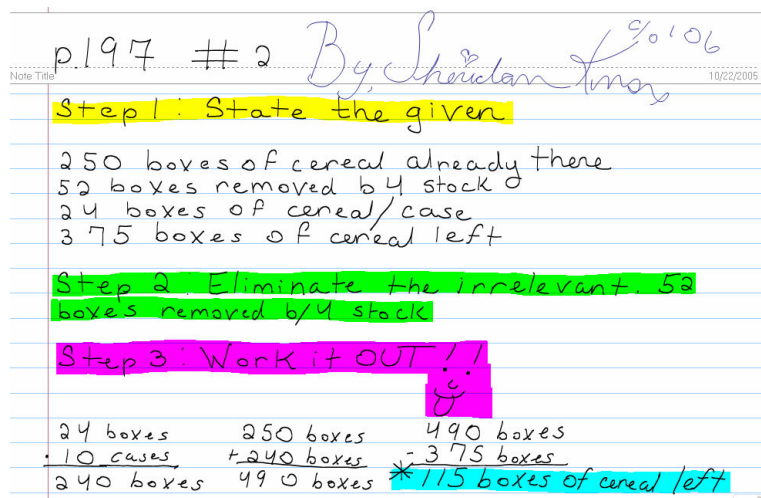 p.197 #2 By, Sheridan Knox c/o '06
Note Title
10/22/2005
Step 1: State the given
250 boxes of cereal already there
52 boxes removed b4 stock
24 boxes of cereal/case
375 boxes of cereal left
Step 2: Eliminate the irrelevant. 52
boxes removed b/4 stock
Step 3: Work it OUT!!
24 boxes 250 boxes 490 boxes
· 10 cases + 240 boxes - 375 boxes
240 boxes 490 boxes * 115 boxes of cereal left